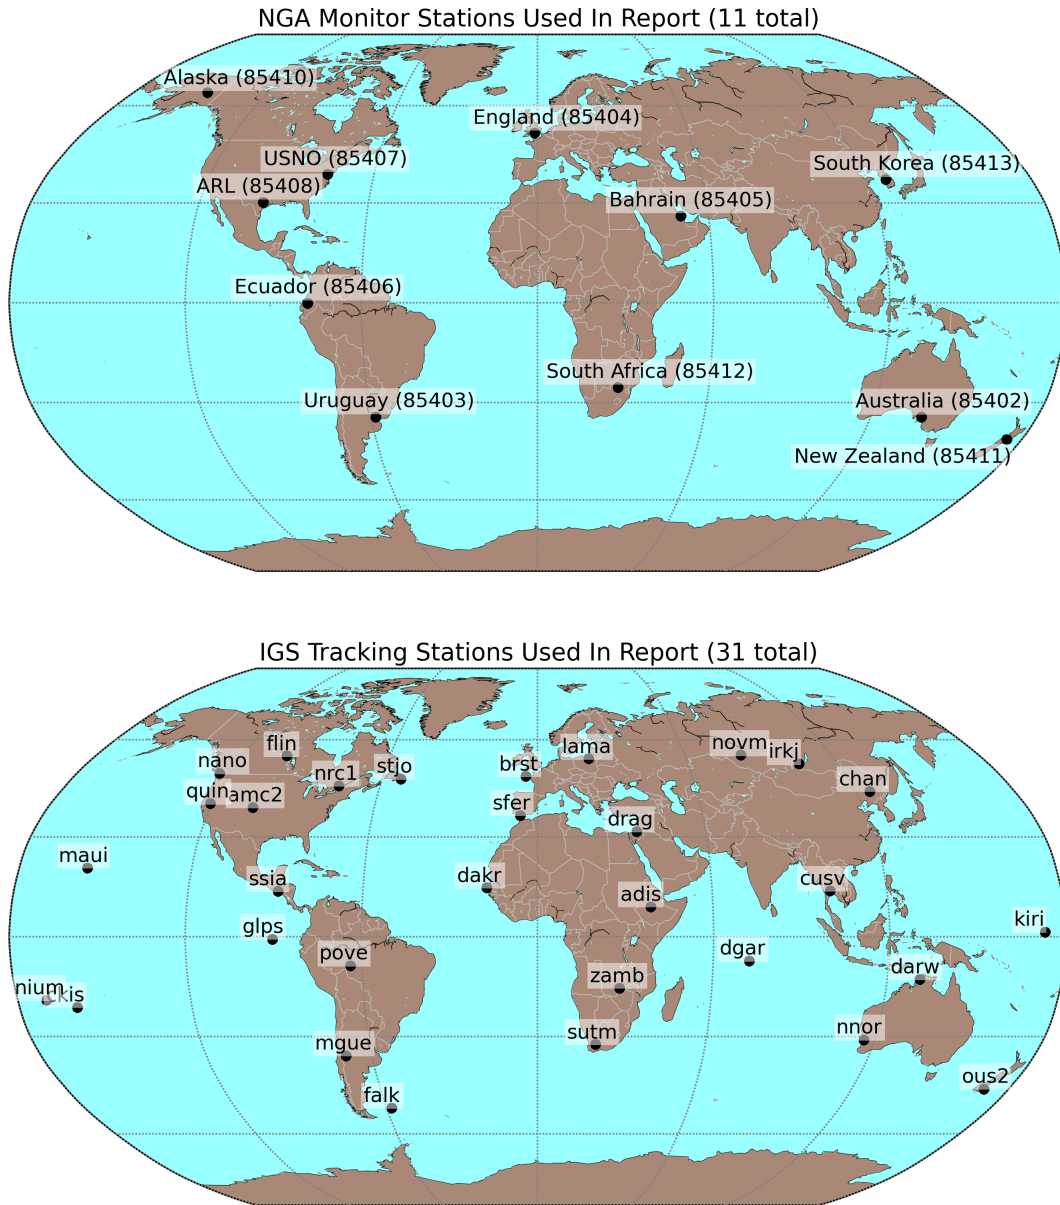 NGA Monitor Stations Used In Report (11 total)
Alaska (85410)
England (85404)
USNO (85407)
South Korea (85413)
ARL (85408)
Bahrain (85405)
Ecuador (85406)
South Africa (85412)
Uruguay (85403)
Australia (85402)
New Zealand (85411)
IGS Tracking Stations Used In Report (31 total)
flin
lama
novm
irkj
nano
nrc1
stjo
brst
chan
quin
amc2
sfer
drag
maui
ssia
dakr
cusv
adis
glps
kiri
pove
dgar
darw
zamb
nium
ckis
sutm
nnor
mgue
ous2
falk